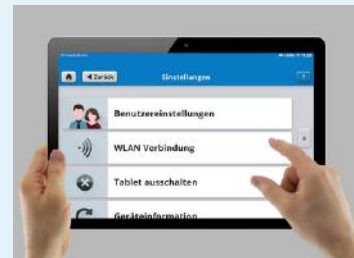 Zurück
Einstellungen
?
Benutzereinstellungen
WLAN Verbindung
Tablet ausschalten
Geräteinformation